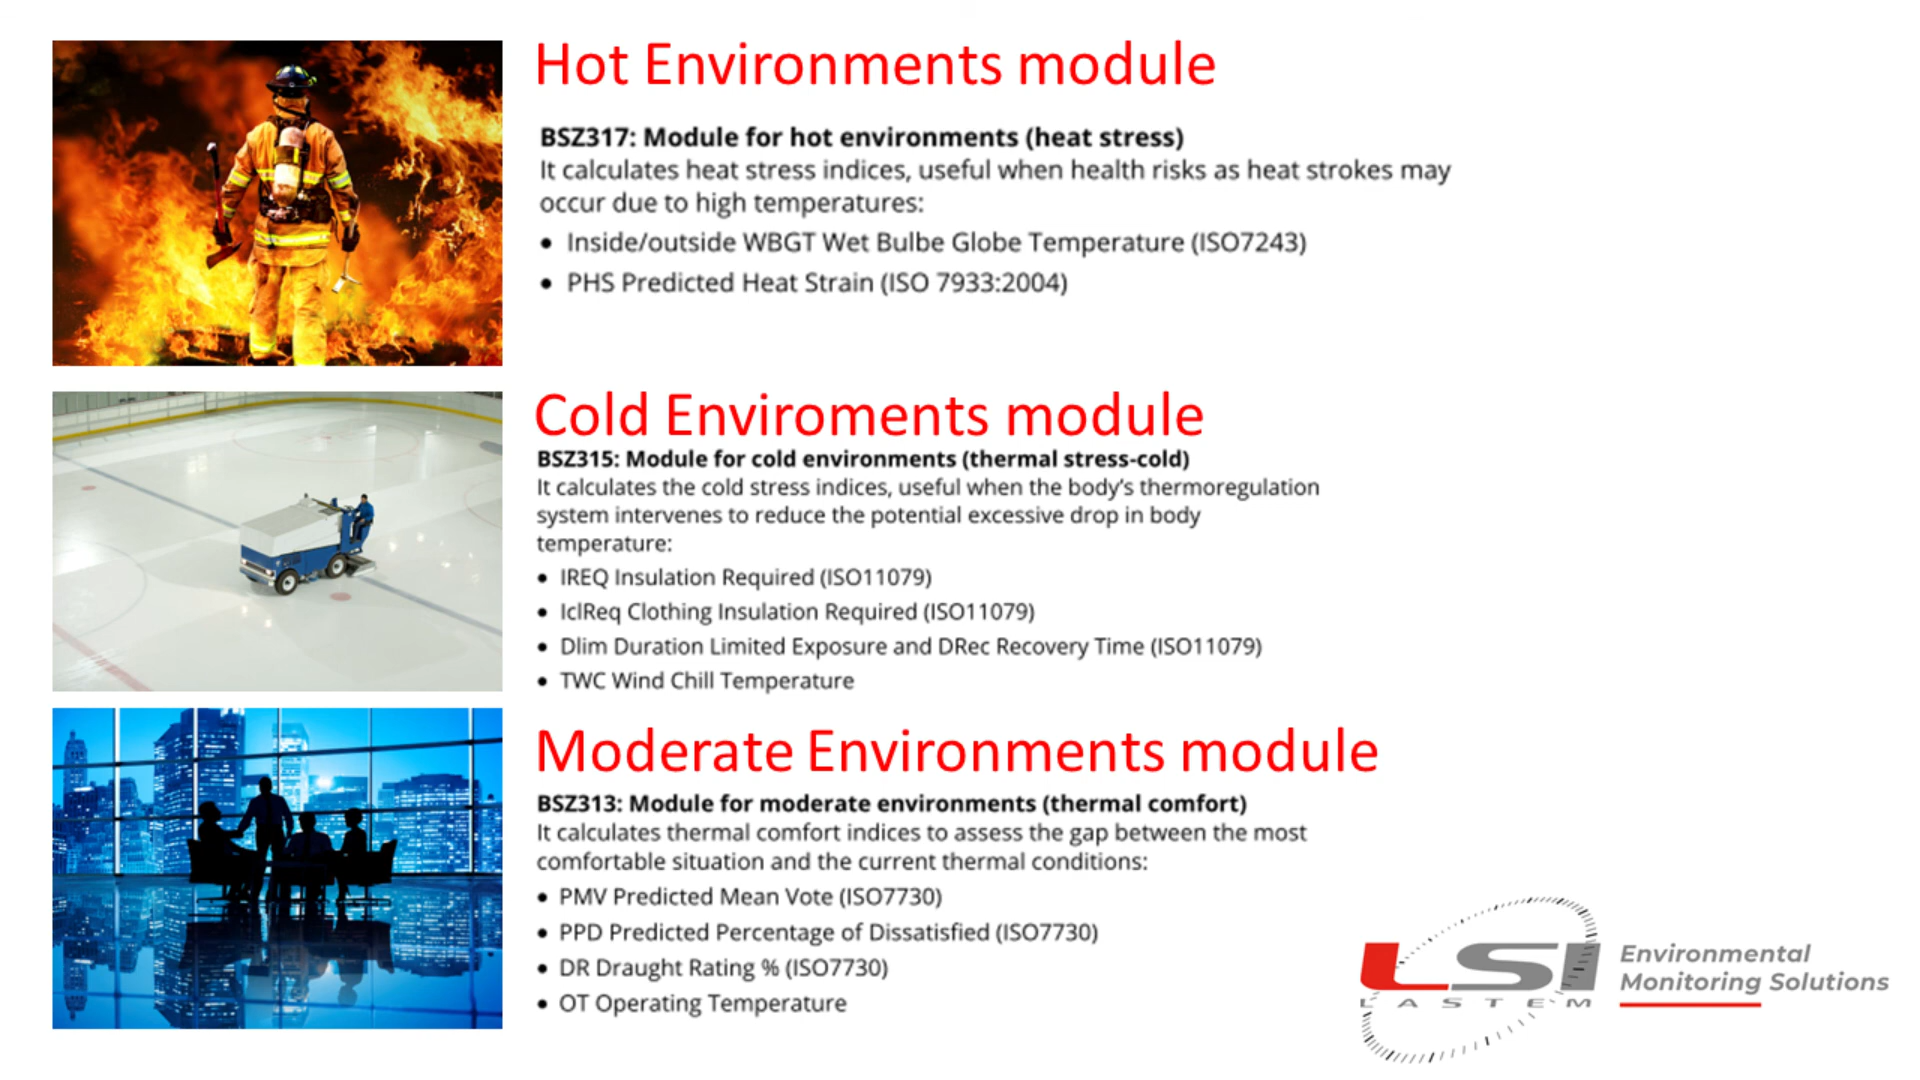 Hot Environments module
BSZ317: Module for hot environments (heat stress)
It calculates heat stress indices, useful when health risks as heat strokes may
occur due to high temperatures:
• Inside/outside WBGT Wet Bulbe Globe Temperature (ISO7243)
• PHS Predicted Heat Strain (ISO 7933:2004)
Cold Enviroments module
BSZ315: Module for cold environments (thermal stress-cold)
It calculates the cold stress indices, useful when the body's thermoregulation
system intervenes to reduce the potential excessive drop in body
temperature:
• IREQ Insulation Required (ISO11079)
• IclReq Clothing Insulation Required (ISO11079)
• Dlim Duration Limited Exposure and DRec Recovery Time (ISO11079)
• TWC Wind Chill Temperature
Moderate Environments module
BSZ313: Module for moderate environments (thermal comfort)
It calculates thermal comfort indices to assess the gap between the most
comfortable situation and the current thermal conditions:
• PMV Predicted Mean Vote (ISO7730)
• PPD Predicted Percentage of Dissatisfied (ISO7730)
• DR Draught Rating % (ISO7730)
• OT Operating Temperature
LSI
LASTEM
Environmental
Monitoring Solutions